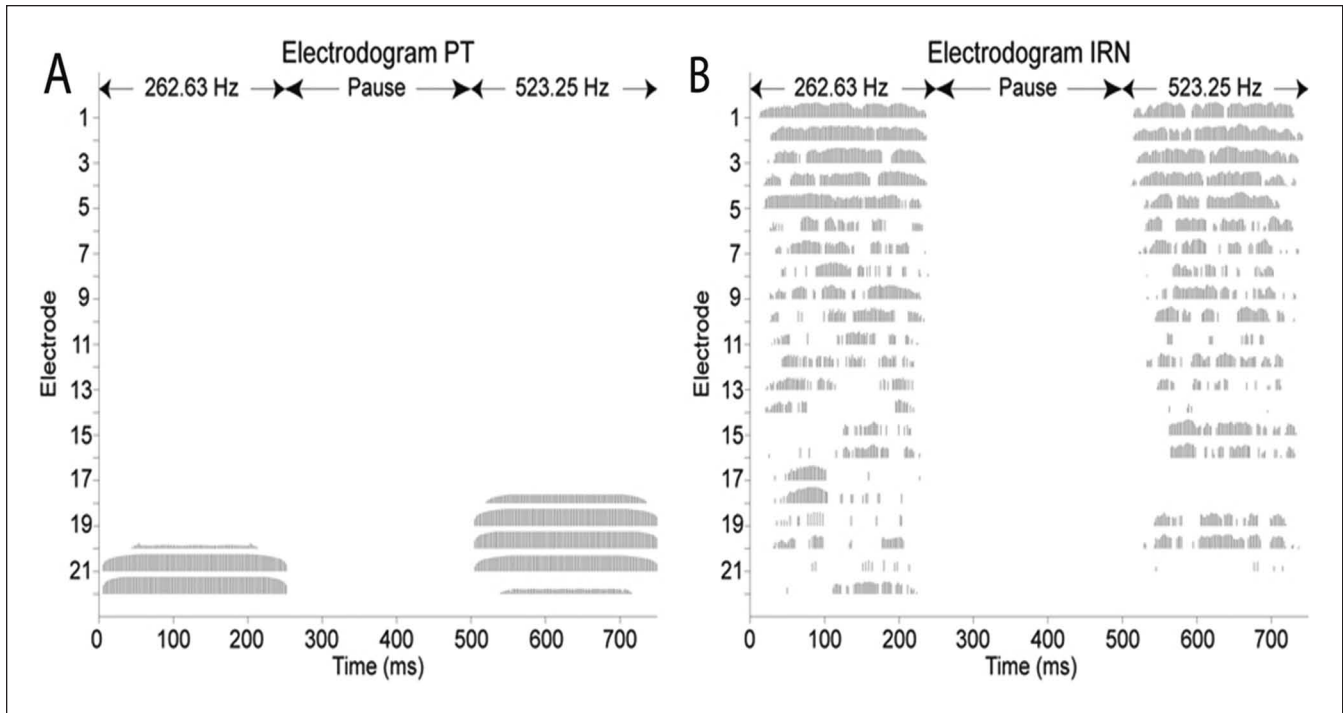 A
Electrodogram PT
262.63 Hz
Pause
523.25 Hz
Electrode
1
3
5
7
9
11
13
15
17
19
21
0 100 200 300 400 500 600 700
Time (ms)
B
Electrodogram IRN
262.63 Hz
Pause
523.25 Hz
Electrode
1
3
5
7
9
11
13
15
17
19
21
0 100 200 300 400 500 600 700
Time (ms)